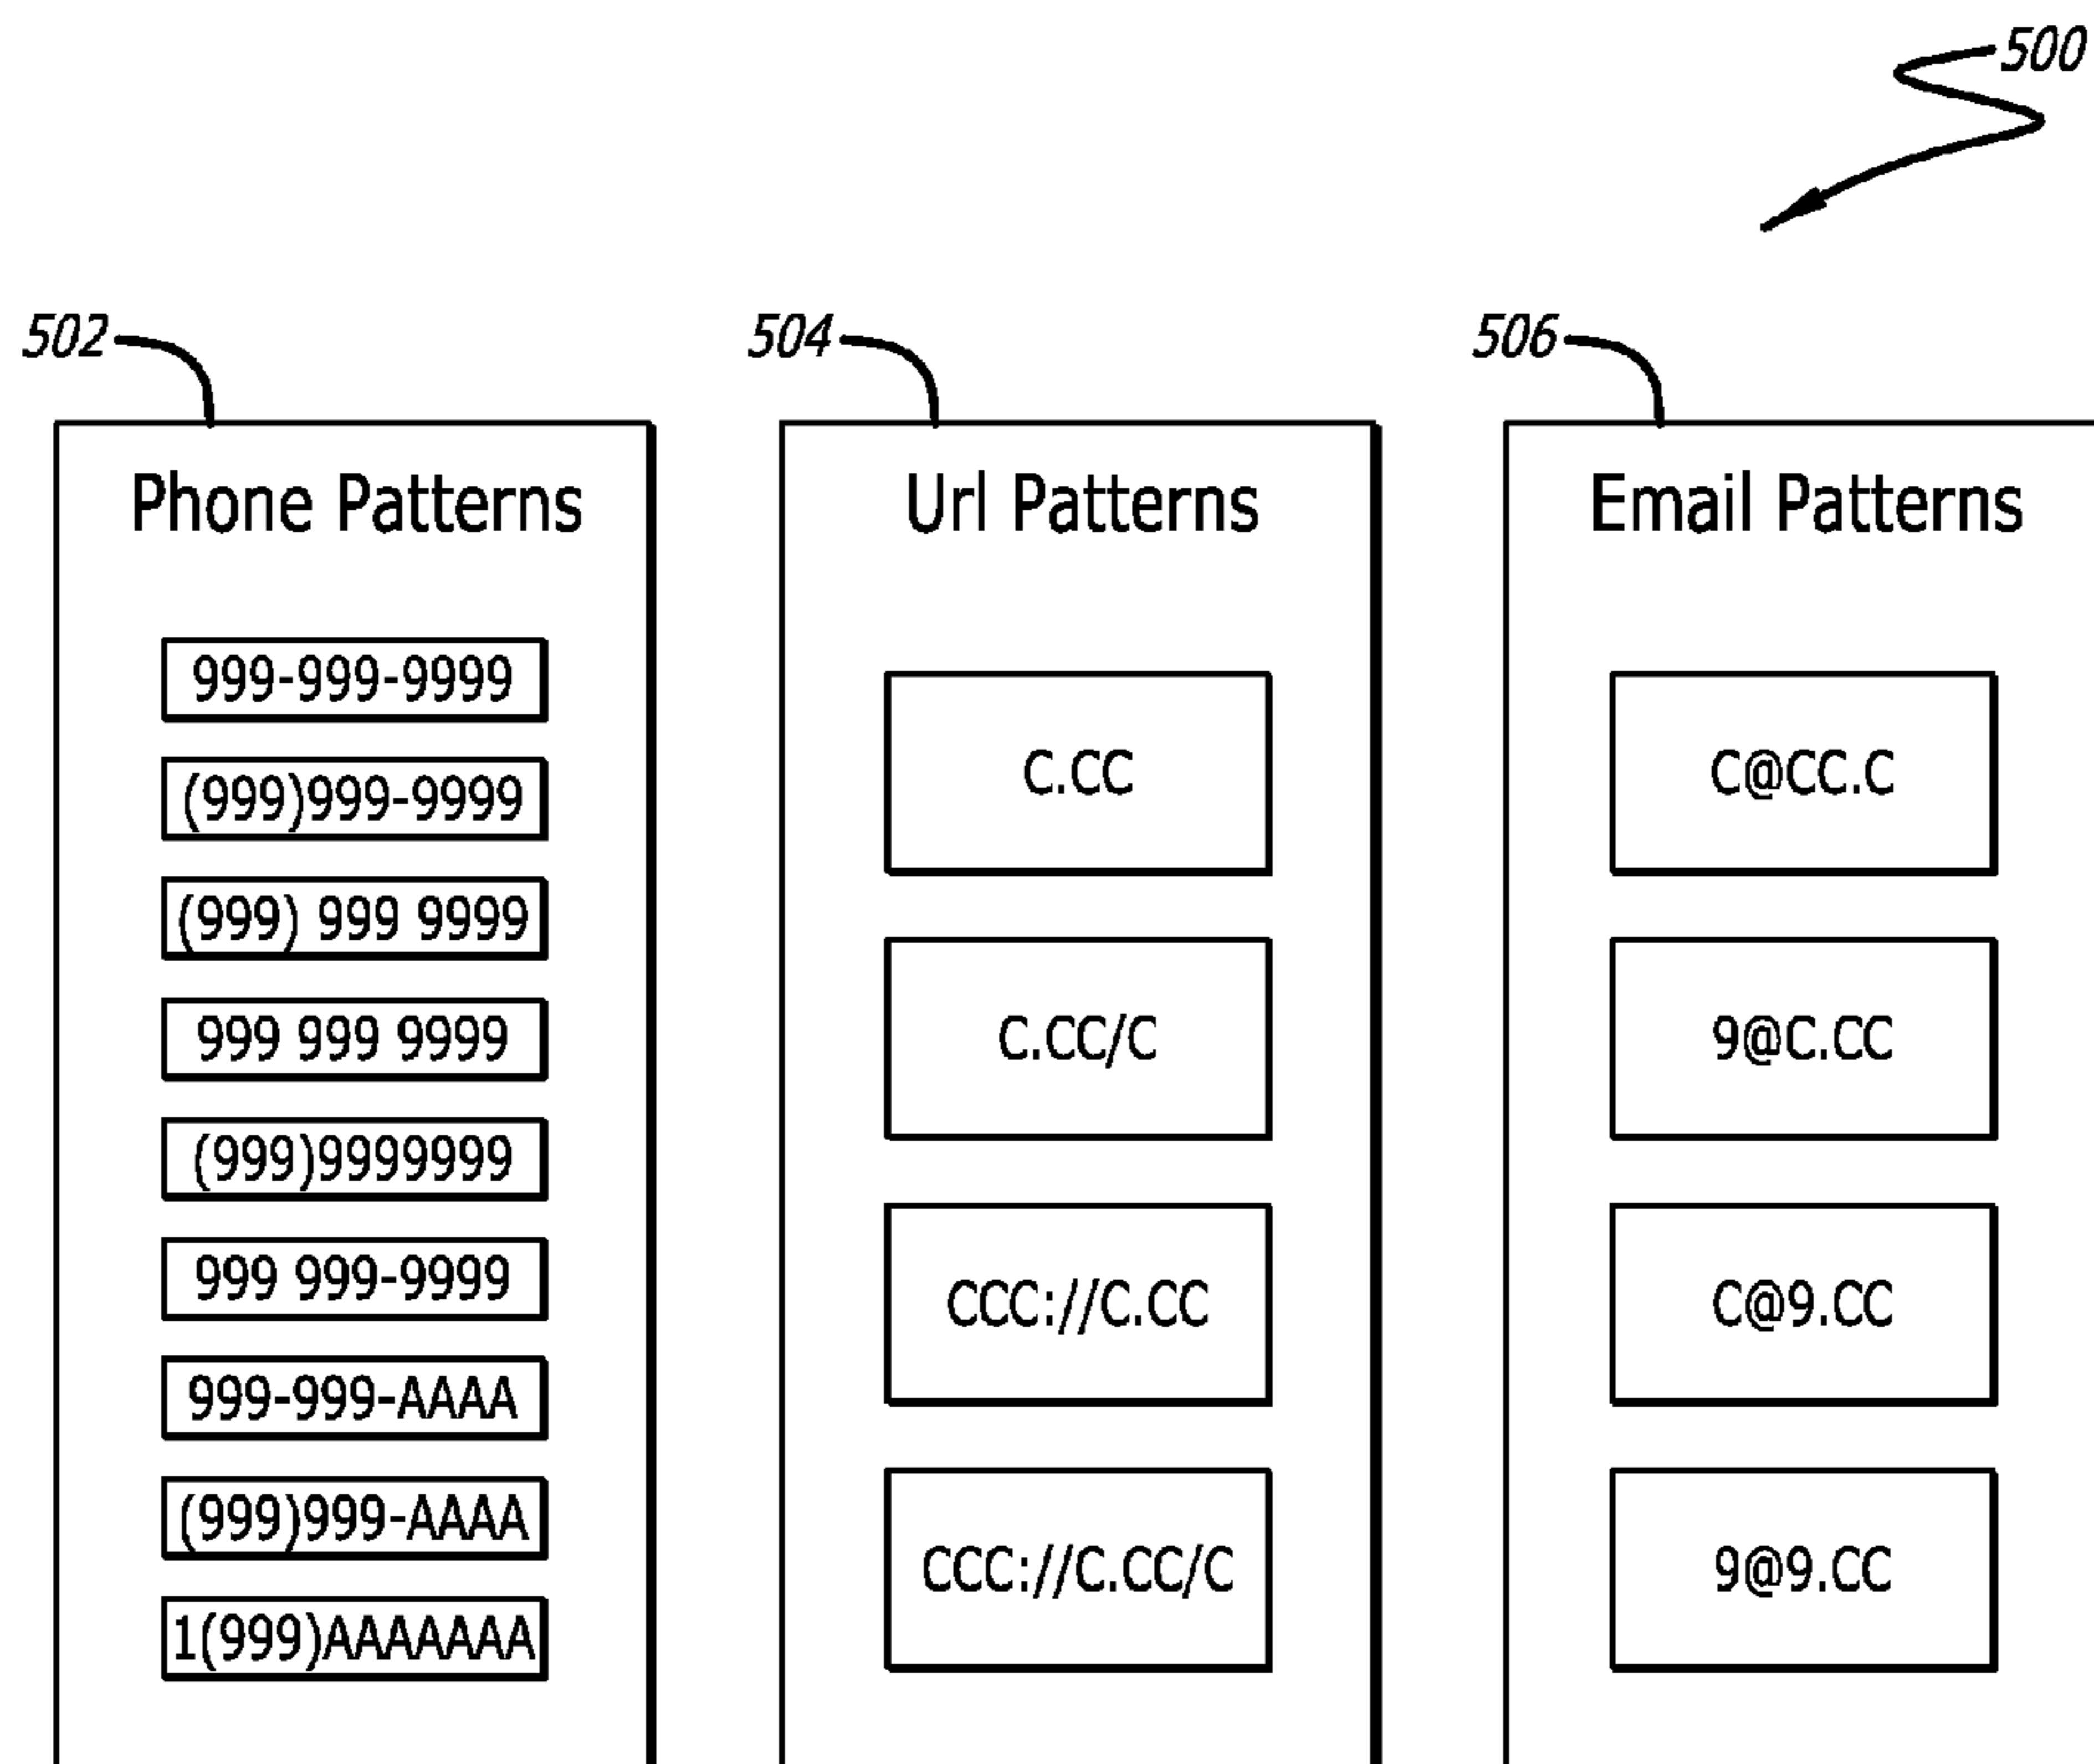 500
502
504
506
Phone Patterns
999-999-9999
(999)999-9999
(999) 999 9999
999 999 9999
(999)9999999
999 999-9999
999-999-AAAA
(999)999-AAAA
1(999)AAAAAAA
Url Patterns
C.CC
C.CC/C
CCC://C.CC
CCC://C.CC/C
Email Patterns
C@CC.C
9@C.CC
C@9.CC
9@9.CC